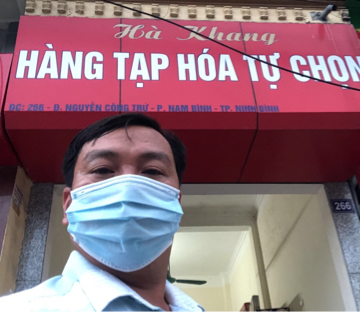 Hà Khang
HÀNG TẠP HÓA TỰ CHỌN
ĐC: 266 - Đ. NGUYỄN CÔNG TRỨ - P. NAM BÌNH - TP. NINH BÌNH
266